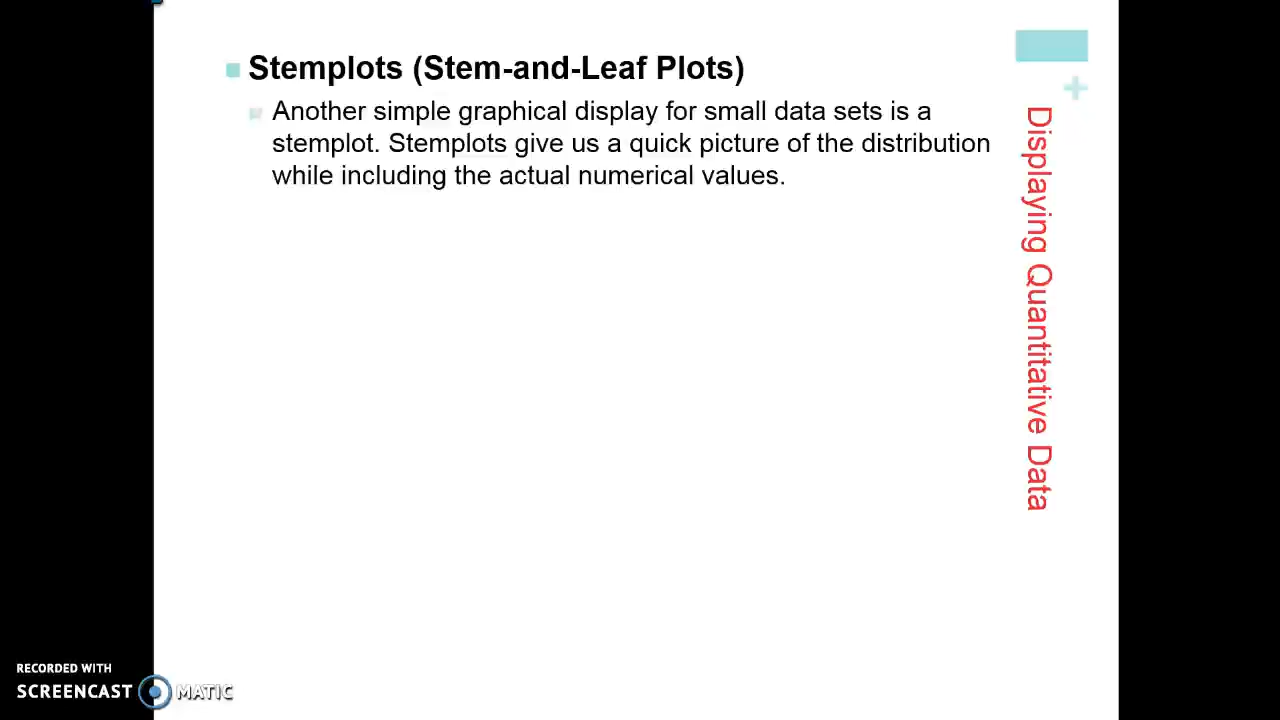 Stemplots (Stem-and-Leaf Plots)
Another simple graphical display for small data sets is a
stemplot. Stemplots give us a quick picture of the distribution
while including the actual numerical values.
Displaying Quantitative Data
+
RECORDED WITH
SCREENCAST MATIC